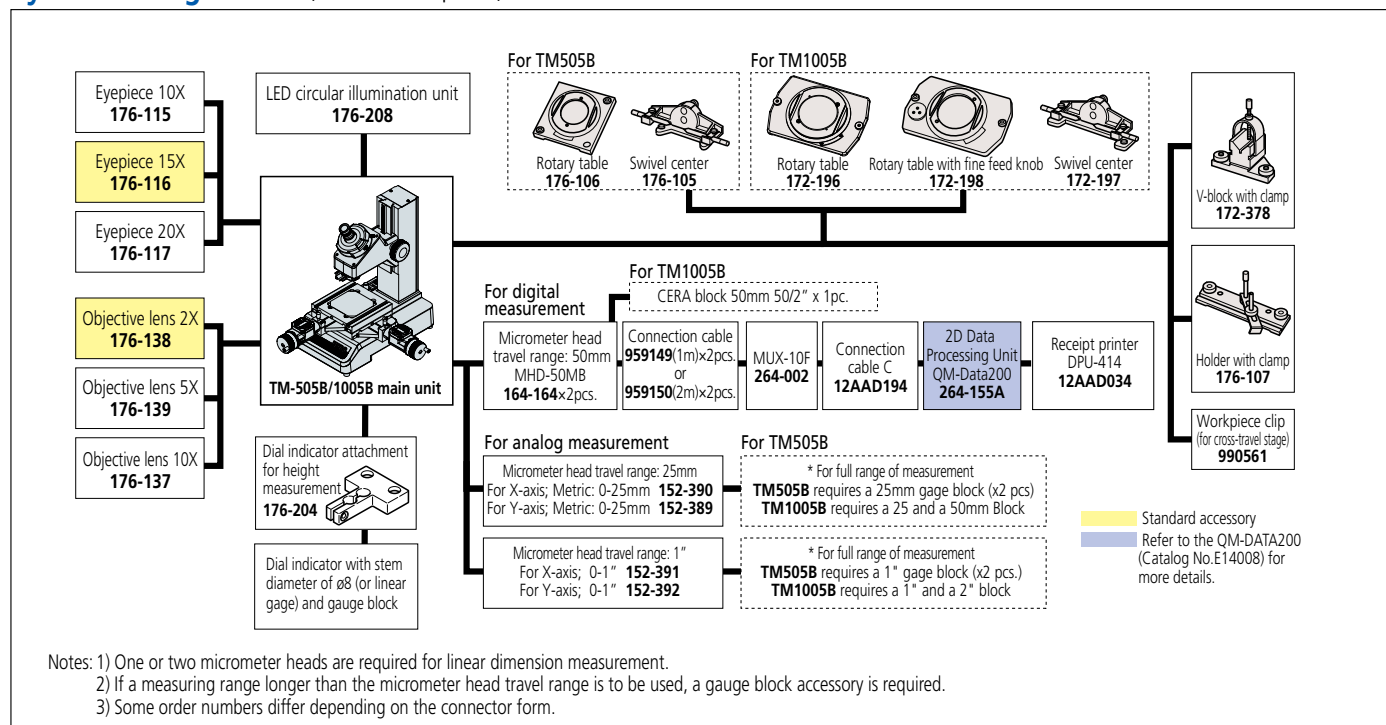 Eyepiece 10X
176-115
Eyepiece 15X
176-116
Eyepiece 20X
176-117
Objective lens 2X
176-138
Objective lens 5X
176-139
Objective lens 10X
176-137
LED circular illumination unit
176-208
TM-505B/1005B main unit
Dial indicator attachment
for height
measurement
176-204
Dial indicator with stem
diameter of ø8 (or linear
gage) and gauge block
For TM505B
Rotary table
176-106
Swivel center
176-105
For TM1005B
Rotary table
172-196
Rotary table with fine feed knob
172-198
Swivel center
172-197
V-block with clamp
172-378
Holder with clamp
176-107
Workpiece clip
(for cross-travel stage)
990561
For digital
measurement
For TM1005B
CERA block 50mm 50/2" x 1pc.
Micrometer head
travel range: 50mm
MHD-50MB
164-164×2pcs.
Connection cable
959149(1m)×2pcs.
or
959150(2m)×2pcs.
MUX-10F
264-002
Connection
cable C
12AAD194
2D Data
Processing Unit
QM-Data200
264-155A
Receipt printer
DPU-414
12AAD034
For analog measurement
Micrometer head travel range: 25mm
For X-axis; Metric: 0-25mm 152-390
For Y-axis; Metric: 0-25mm 152-389
For TM505B
* For full range of measurement
TM505B requires a 25mm gage block (x2 pcs)
TM1005B requires a 25 and a 50mm Block
Micrometer head travel range: 1"
For X-axis; 0-1" 152-391
For Y-axis; 0-1" 152-392
* For full range of measurement
TM505B requires a 1" gage block (x2 pcs.)
TM1005B requires a 1" and a 2" block
Standard accessory
Refer to the QM-DATA200
(Catalog No.E14008) for
more details.
Notes: 1) One or two micrometer heads are required for linear dimension measurement.
2) If a measuring range longer than the micrometer head travel range is to be used, a gauge block accessory is required.
3) Some order numbers differ depending on the connector form.